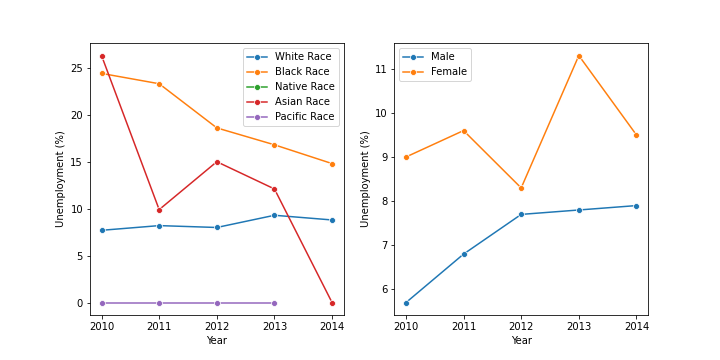 White Race
Black Race
Native Race
Asian Race
Pacific Race
25
20
15
10
5
0
Unemployment (%)
2010 2011 2012 2013 2014
Year
Male
Female
11
10
9
8
7
6
Unemployment (%)
2010 2011 2012 2013 2014
Year